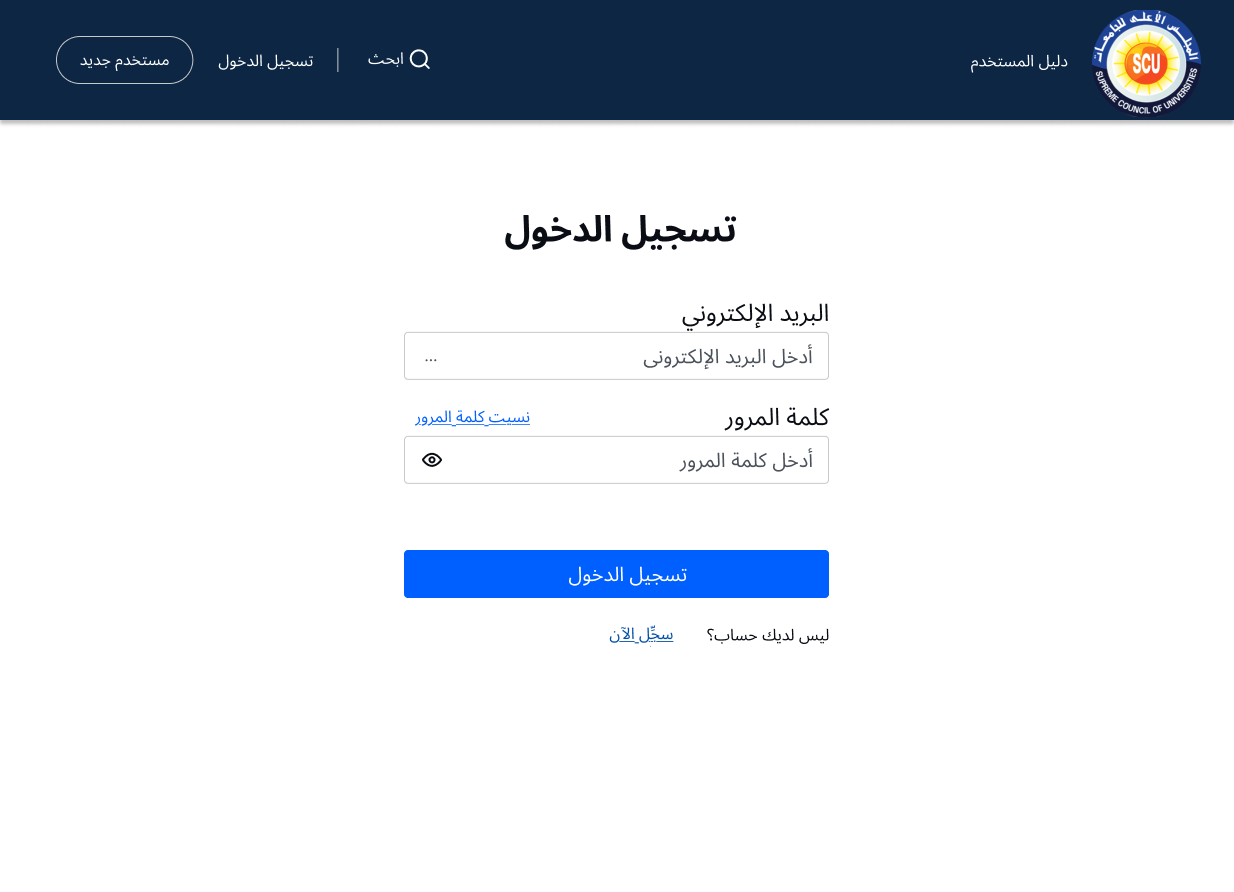 المجلس الأعلى للجامعات
SCU
SUPREME COUNCIL OF UNIVERSITIES
دليل المستخدم
ابحث
تسجيل الدخول
مستخدم جديد
تسجيل الدخول
البريد الإلكتروني
أدخل البريد الإلكترونى
...
كلمة المرور
نسيت كلمة المرور
أدخل كلمة المرور
تسجيل الدخول
ليس لديك حساب؟ سجِّل الآن